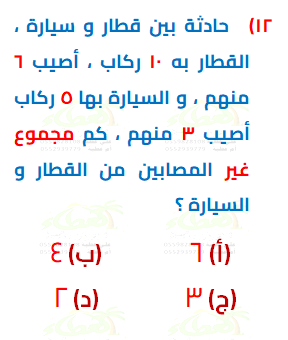 ١٢) حادثة بين قطار و سيارة ،
القطار به ١٠ ركاب ، أصيب ٦
منهم ، و السيارة بها ٥ ركاب
أصيب ٣ منهم ، كم مجموع
غير المصابين من القطار و
السيارة ؟
(أ) ٦ (ب) ٤
(ج) ٣ (د) ٢